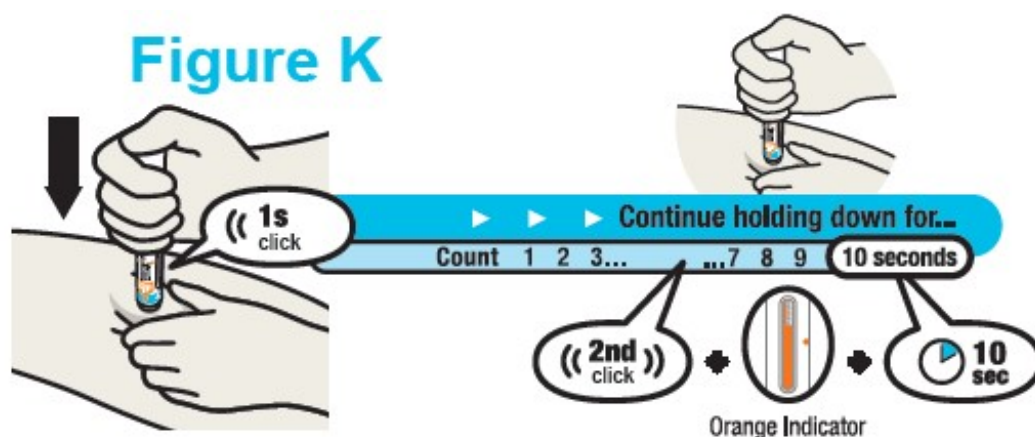 Figure K
1s
click
Continue holding down for...
Count 1 2 3... ...7 8 9 10 seconds
2nd
click
10
sec
Orange Indicator